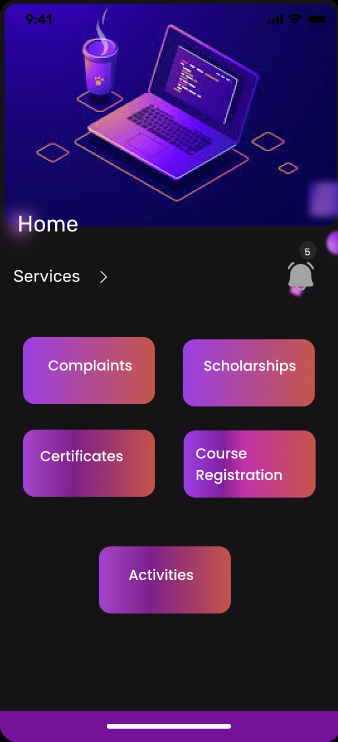 9:41
Home
5
Services
Complaints
Scholarships
Certificates
Course
Registration
Activities